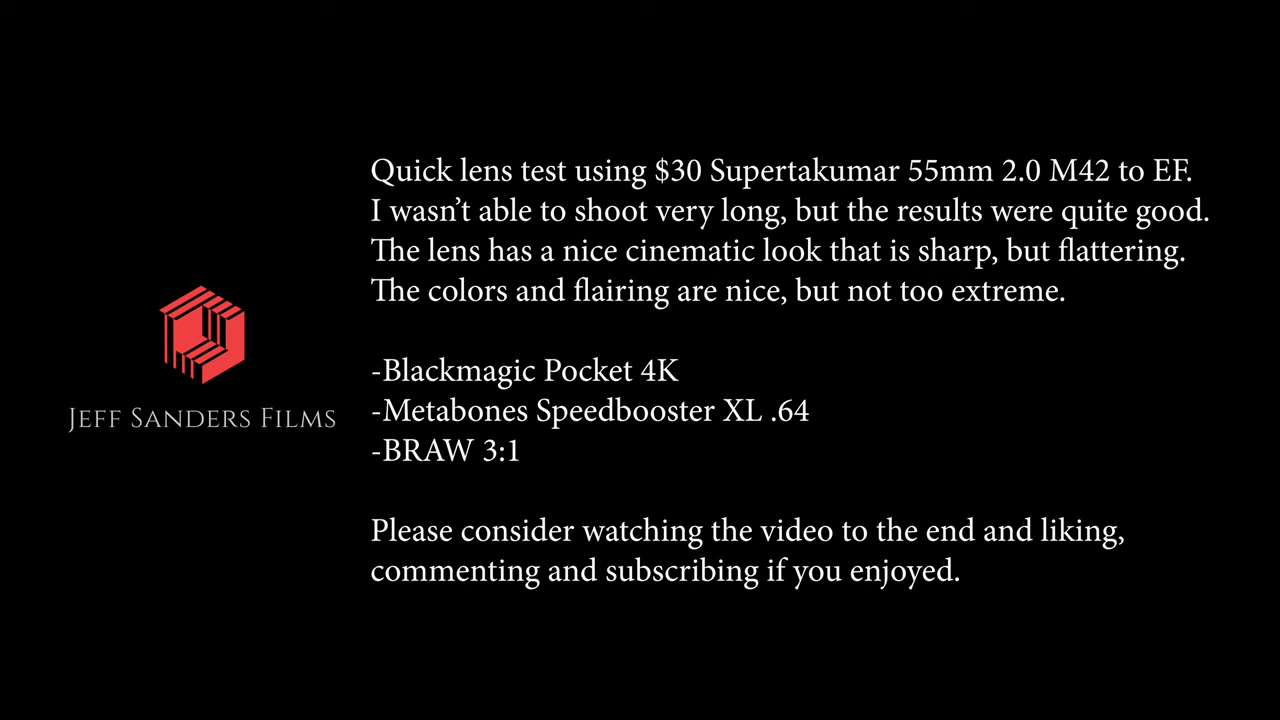 Quick lens test using $30 Supertakumar 55mm 2.0 M42 to EF.
I wasn't able to shoot very long, but the results were quite good.
The lens has a nice cinematic look that is sharp, but flattering.
The colors and flairing are nice, but not too extreme.
-Blackmagic Pocket 4K
-Metabones Speedbooster XL .64
-BRAW 3:1
Please consider watching the video to the end and liking,
commenting and subscribing if you enjoyed.
JEFF SANDERS FILMS